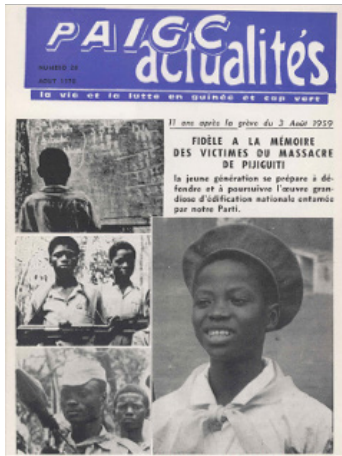 PAIGC
actualités
NUMERO
AOUT 1970
la vie et la lutte en guinée et cap vert
11 ans après la grève du 3 Août 1959
FIDÈLE A LA MÉMOIRE
DES VICTIMES DU MASSACRE
DE PIJIGUITI
la jeune génération se prépare à dé-
fendre et à poursuivre l'œuvre gran-
diose d'édification nationale entamée
par notre Parti.